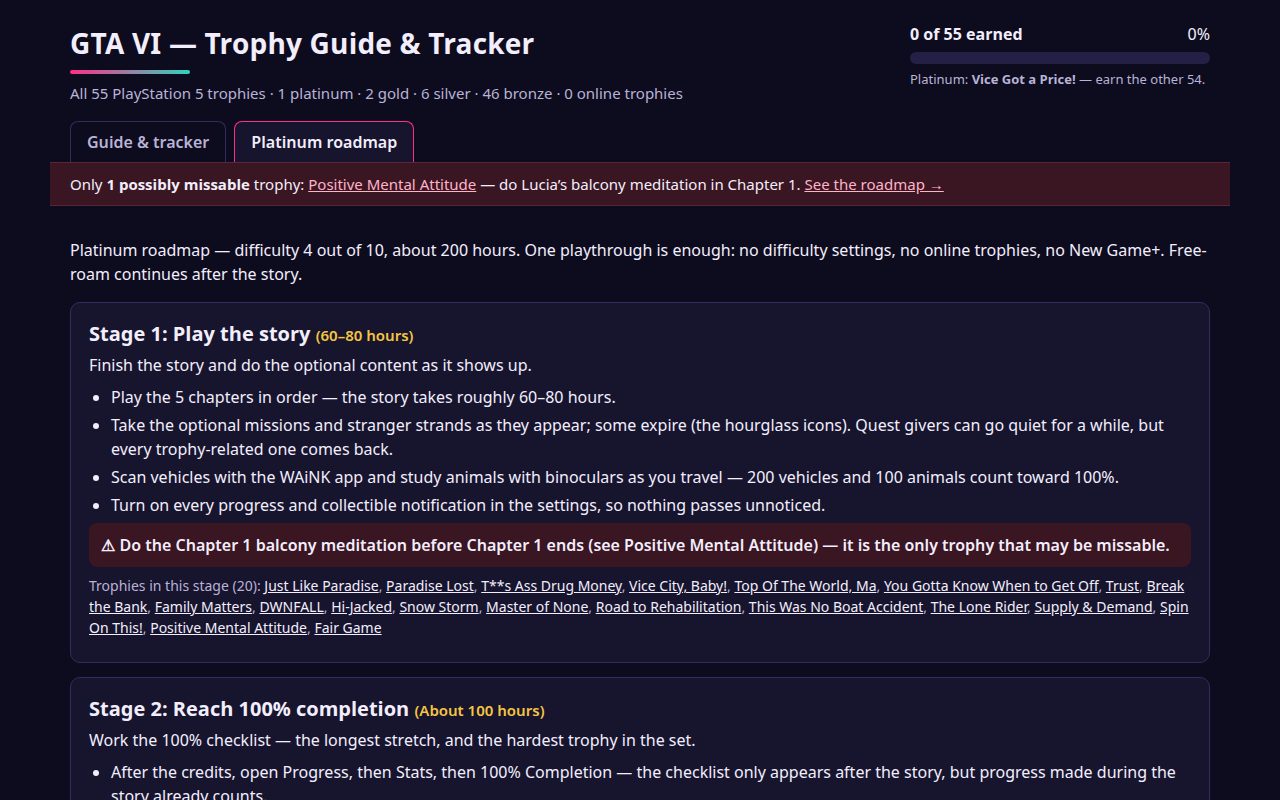 GTA VI — Trophy Guide & Tracker
0 of 55 earned 0%
Platinum: Vice Got a Price! — earn the other 54.
All 55 PlayStation 5 trophies · 1 platinum · 2 gold · 6 silver · 46 bronze · 0 online trophies
Guide & tracker Platinum roadmap
Only 1 possibly missable trophy: Positive Mental Attitude — do Lucia’s balcony meditation in Chapter 1. See the roadmap →
Platinum roadmap — difficulty 4 out of 10, about 200 hours. One playthrough is enough: no difficulty settings, no online trophies, no New Game+. Free-
roam continues after the story.
Stage 1: Play the story (60–80 hours)
Finish the story and do the optional content as it shows up.
• Play the 5 chapters in order — the story takes roughly 60–80 hours.
• Take the optional missions and stranger strands as they appear; some expire (the hourglass icons). Quest givers can go quiet for a while, but
every trophy-related one comes back.
• Scan vehicles with the WAiNK app and study animals with binoculars as you travel — 200 vehicles and 100 animals count toward 100%.
• Turn on every progress and collectible notification in the settings, so nothing passes unnoticed.
⚠ Do the Chapter 1 balcony meditation before Chapter 1 ends (see Positive Mental Attitude) — it is the only trophy that may be missable.
Trophies in this stage (20): Just Like Paradise, Paradise Lost, T**s Ass Drug Money, Vice City, Baby!, Top Of The World, Ma, You Gotta Know When to Get Off, Trust, Break
the Bank, Family Matters, DWNFALL, Hi-Jacked, Snow Storm, Master of None, Road to Rehabilitation, This Was No Boat Accident, The Lone Rider, Supply & Demand, Spin
On This!, Positive Mental Attitude, Fair Game
Stage 2: Reach 100% completion (About 100 hours)
Work the 100% checklist — the longest stretch, and the hardest trophy in the set.
• After the credits, open Progress, then Stats, then 100% Completion — the checklist only appears after the story, but progress made during the
story already counts.